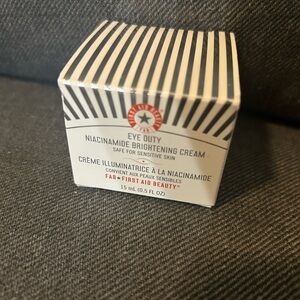 FIRST AID BEAUTY
FAB
EYE DUTY
NIACINAMIDE BRIGHTENING CREAM
SAFE FOR SENSITIVE SKIN
CRÈME ILLUMINATRICE À LA NIACINAMIDE
CONVIENT AUX PEAUX SENSIBLES
FAB★FIRST AID BEAUTY™
15 mL (0.5 FL OZ)